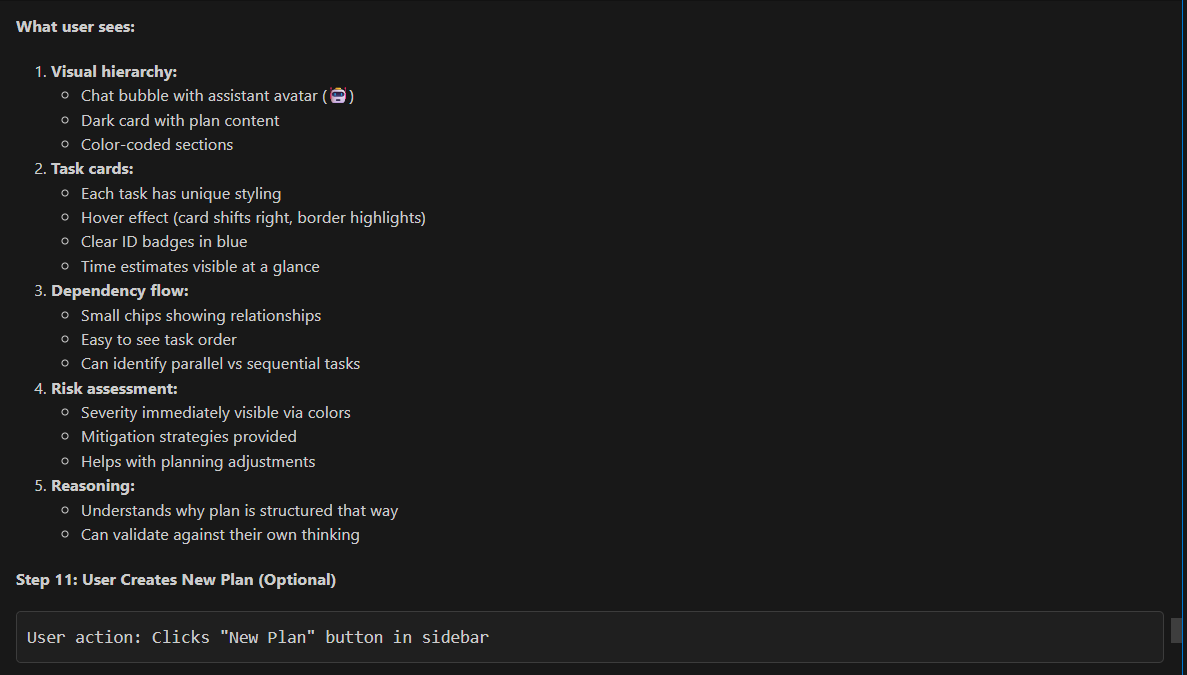 What user sees:
1. Visual hierarchy:
○ Chat bubble with assistant avatar (🤖)
○ Dark card with plan content
○ Color-coded sections
2. Task cards:
○ Each task has unique styling
○ Hover effect (card shifts right, border highlights)
○ Clear ID badges in blue
○ Time estimates visible at a glance
3. Dependency flow:
○ Small chips showing relationships
○ Easy to see task order
○ Can identify parallel vs sequential tasks
4. Risk assessment:
○ Severity immediately visible via colors
○ Mitigation strategies provided
○ Helps with planning adjustments
5. Reasoning:
○ Understands why plan is structured that way
○ Can validate against their own thinking
Step 11: User Creates New Plan (Optional)
User action: Clicks "New Plan" button in sidebar